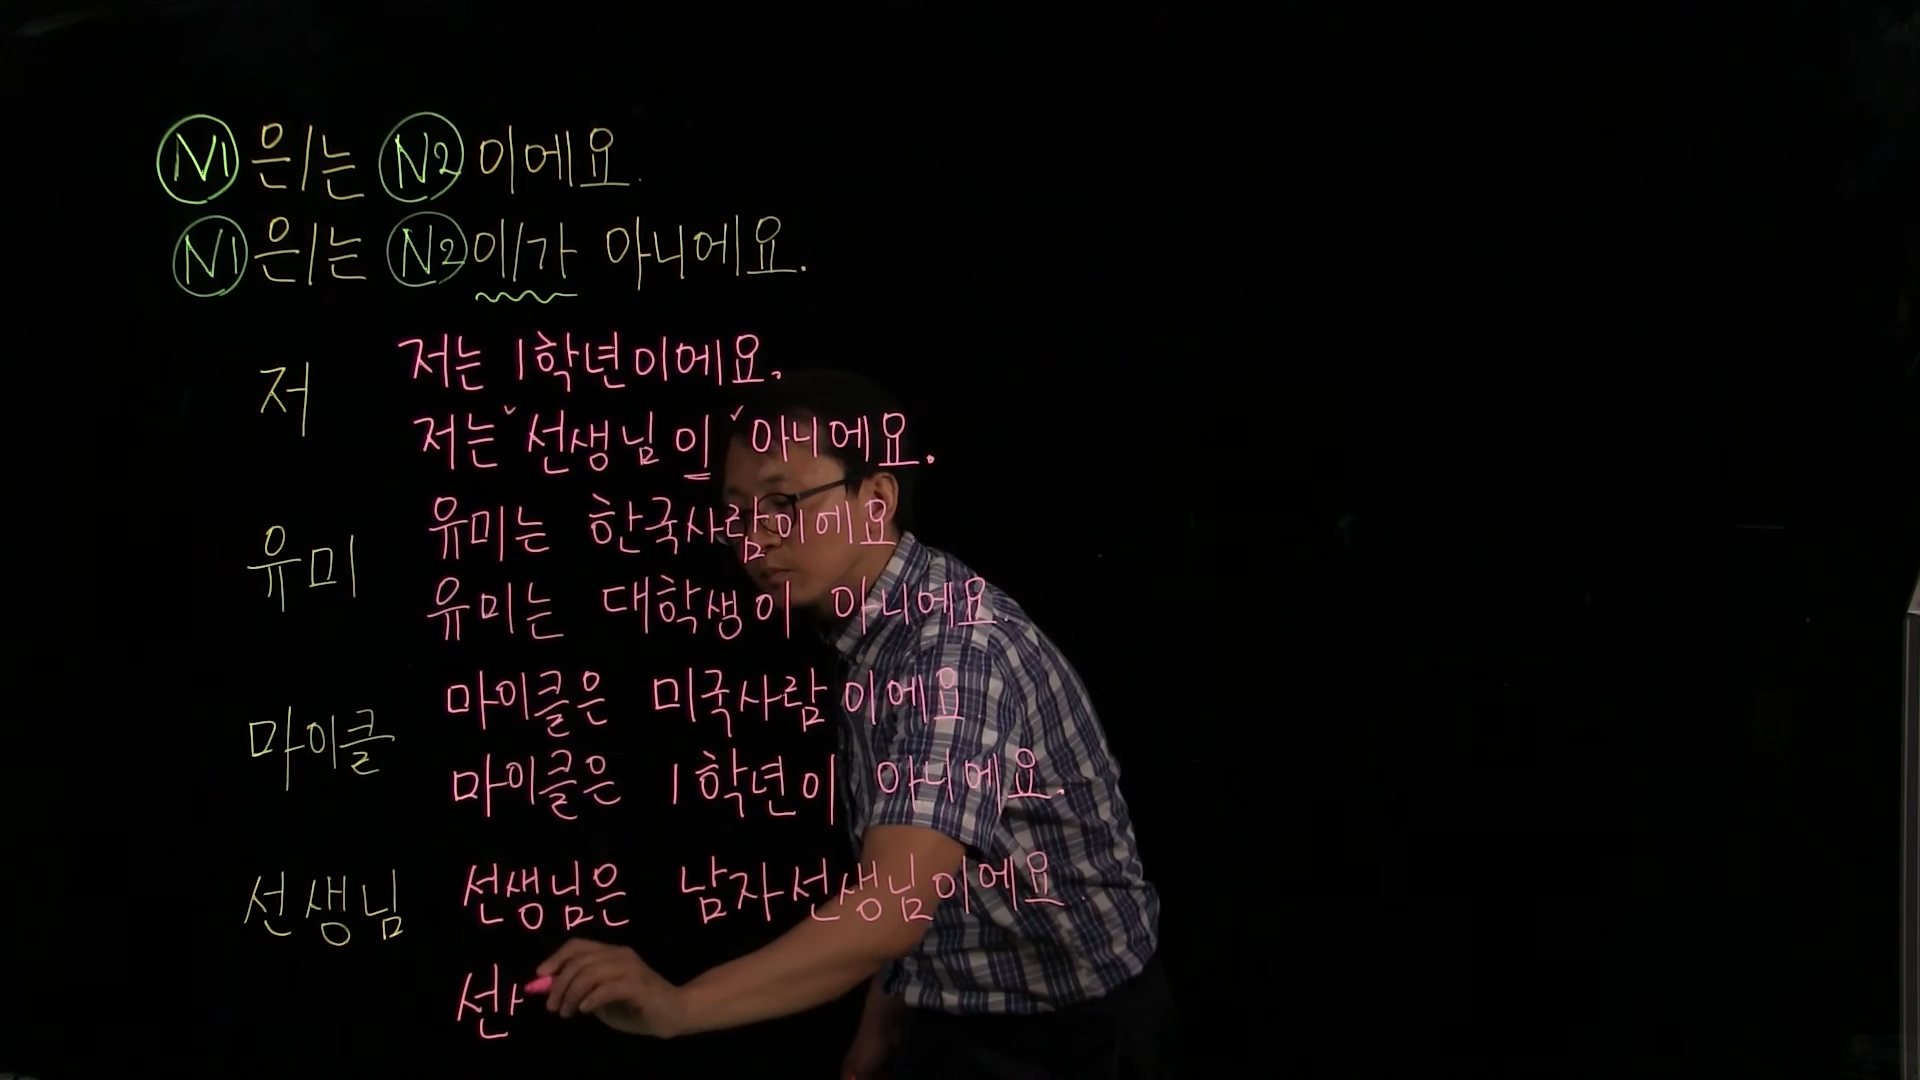 N1 은/는 N2 이에요.
N1 은/는 N2 이/가 아니에요.
저 저는 1학년이에요.
저는 선생님이 아니에요.
유미 유미는 한국사람이에요
유미는 대학생이 아니에요.
마이클 마이클은 미국사람이에요.
마이클은 1학년이 아니에요.
선생님 선생님은 남자선생님이에요.
선